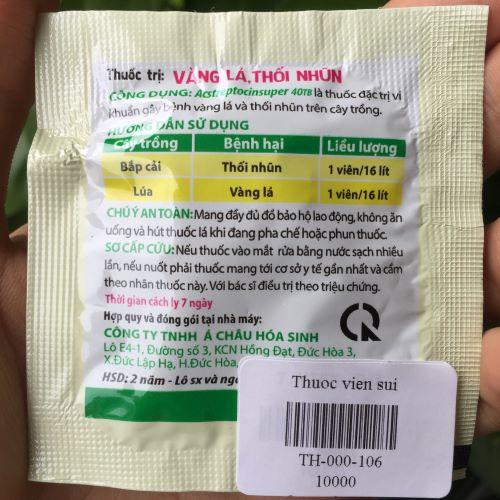 Thuốc trị: VÀNG LÁ, THỐI NHŨN
CÔNG DỤNG: Acstreptocinsuper 40TB là thuốc đặc trị vi
khuẩn gây bệnh vàng lá và thối nhũn trên cây trồng.
HƯỚNG DẪN SỬ DỤNG
Cây trồng Bệnh hại Liều lượng
Bắp cải Thối nhũn 1 viên/16 lít
Lúa Vàng lá 1 viên/16 lít
CHÚ Ý AN TOÀN: Mang đầy đủ đồ bảo hộ lao động, không ăn
uống và hút thuốc lá khi đang pha chế hoặc phun thuốc.
SƠ CẤP CỨU: Nếu thuốc vào mắt rửa bằng nước sạch nhiều
lần, nếu nuốt phải thuốc mang tới cơ sở y tế gần nhất và cầm
theo nhãn thuốc này. Với bác sĩ điều trị theo triệu chứng.
Thời gian cách ly 7 ngày
Hợp quy và đóng gói tại nhà máy:
CÔNG TY TNHH Á CHÂU HÓA SINH
Lô E4-1, Đường số 3, KCN Hồng Đạt, Đức Hòa 3,
X.Đức Lập Hạ, H.Đức Hòa,
HSD: 2 năm - Lô sx và ngà
Thuoc vien sui
TH-000-106
10000